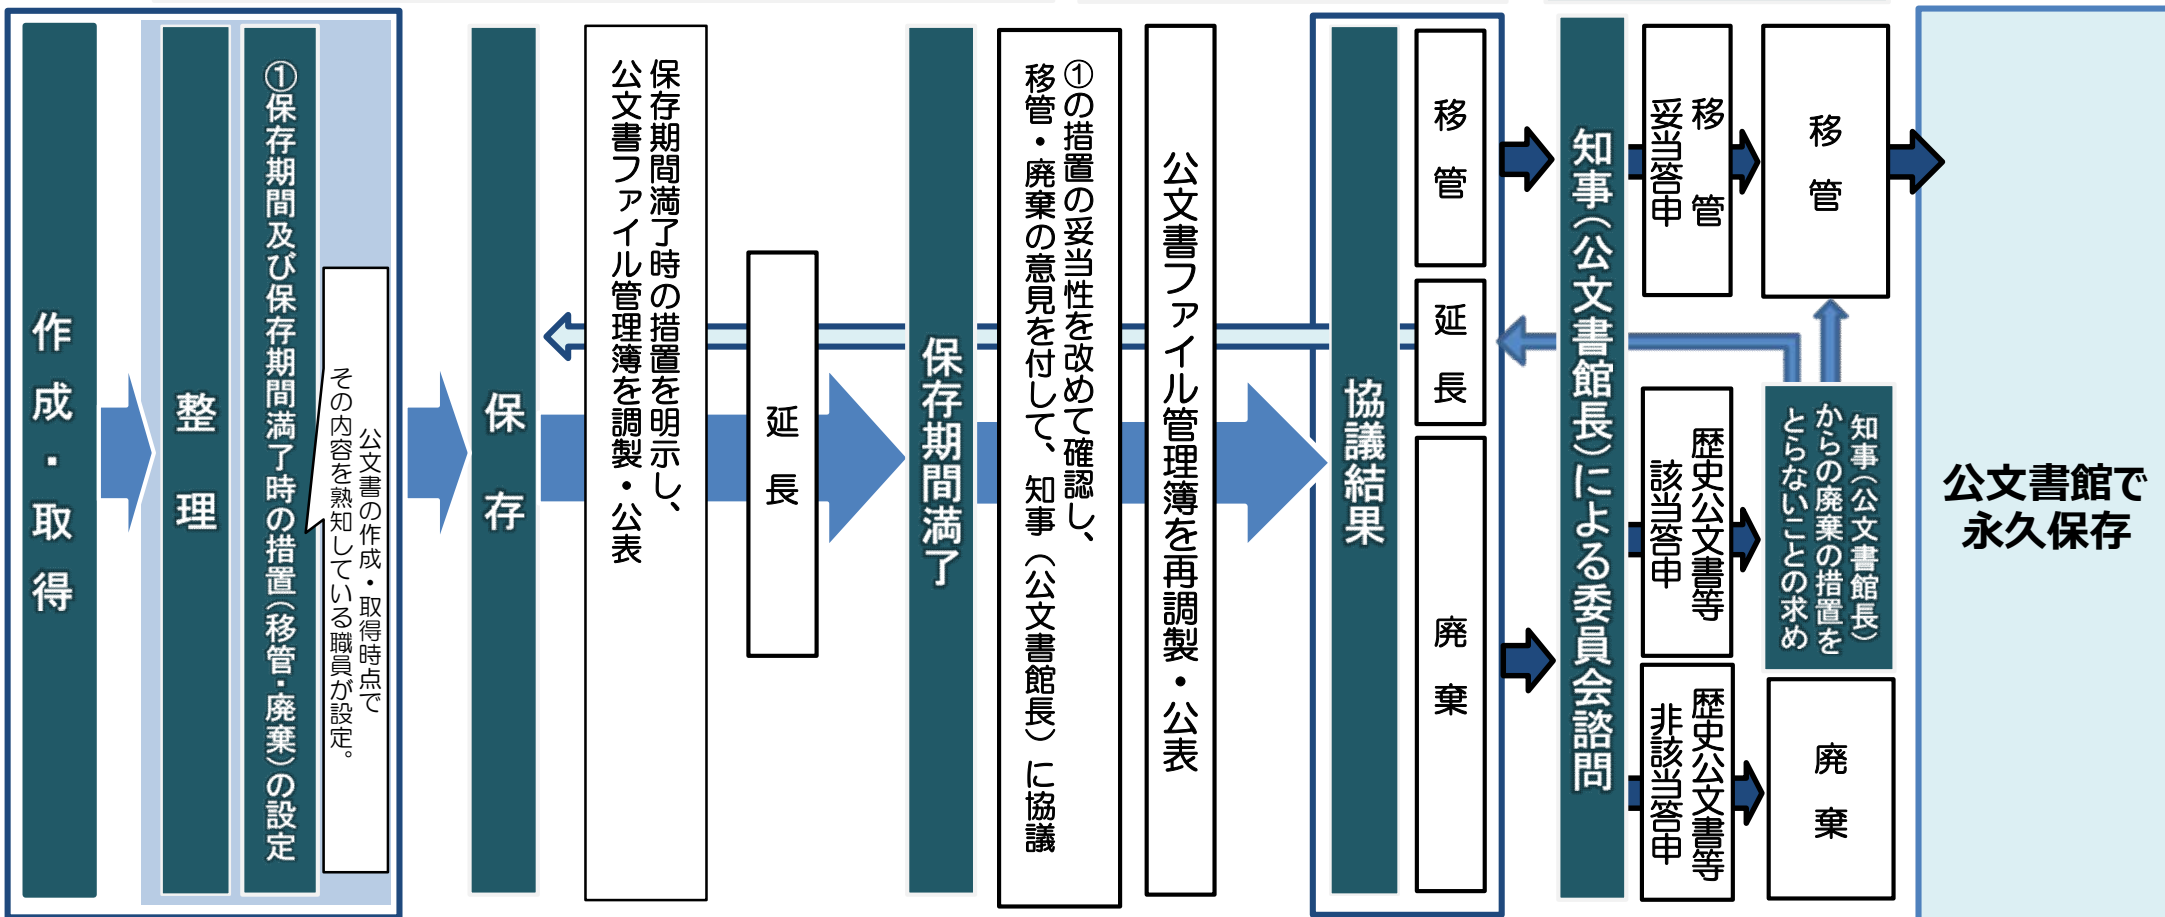 作成・取得
整理
①保存期間及び保存期間満了時の措置（移管・廃棄）の設定
公文書の作成・取得時点で
その内容を熟知している職員が設定。
保存
保存期間満了時の措置を明示し、
公文書ファイル管理簿を調製・公表
延長
保存期間満了
①の措置の妥当性を改めて確認し、
移管・廃棄の意見を付して、知事（公文書館長）に協議
公文書ファイル管理簿を再調製・公表
協議結果
移管
延長
廃棄
知事（公文書館長）による委員会諮問
移管
妥当答申
移管
歴史公文書等
該当答申
知事（公文書館長）
からの廃棄の措置を
とらないことの求め
歴史公文書等
非該当答申
廃棄
公文書館で
永久保存